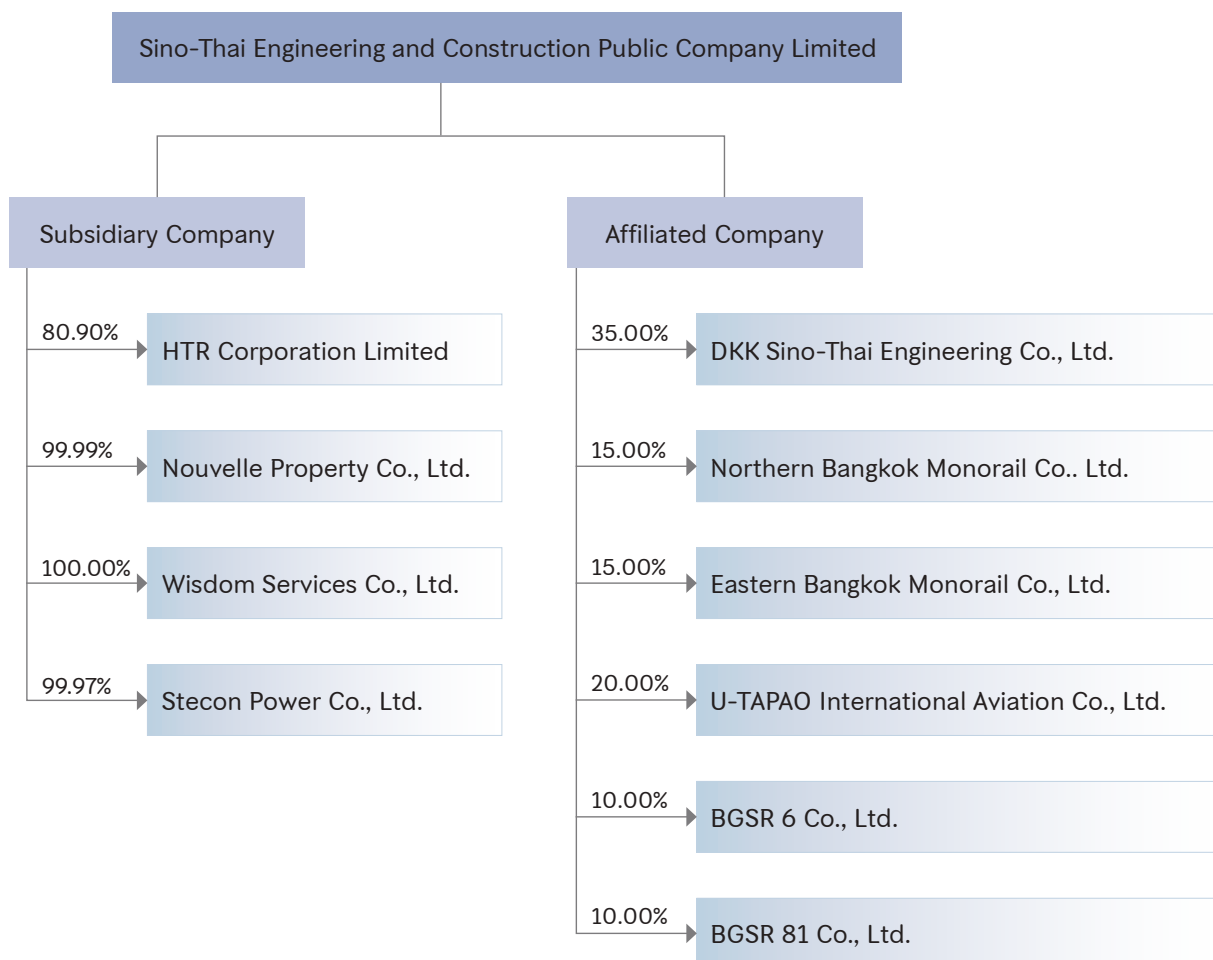 Sino-Thai Engineering and Construction Public Company Limited
Subsidiary Company
80.90%
HTR Corporation Limited
99.99%
Nouvelle Property Co., Ltd.
100.00%
Wisdom Services Co., Ltd.
99.97%
Stecon Power Co., Ltd.
Affiliated Company
35.00%
DKK Sino-Thai Engineering Co., Ltd.
15.00%
Northern Bangkok Monorail Co.. Ltd.
15.00%
Eastern Bangkok Monorail Co., Ltd.
20.00%
U-TAPAO International Aviation Co., Ltd.
10.00%
BGSR 6 Co., Ltd.
10.00%
BGSR 81 Co., Ltd.